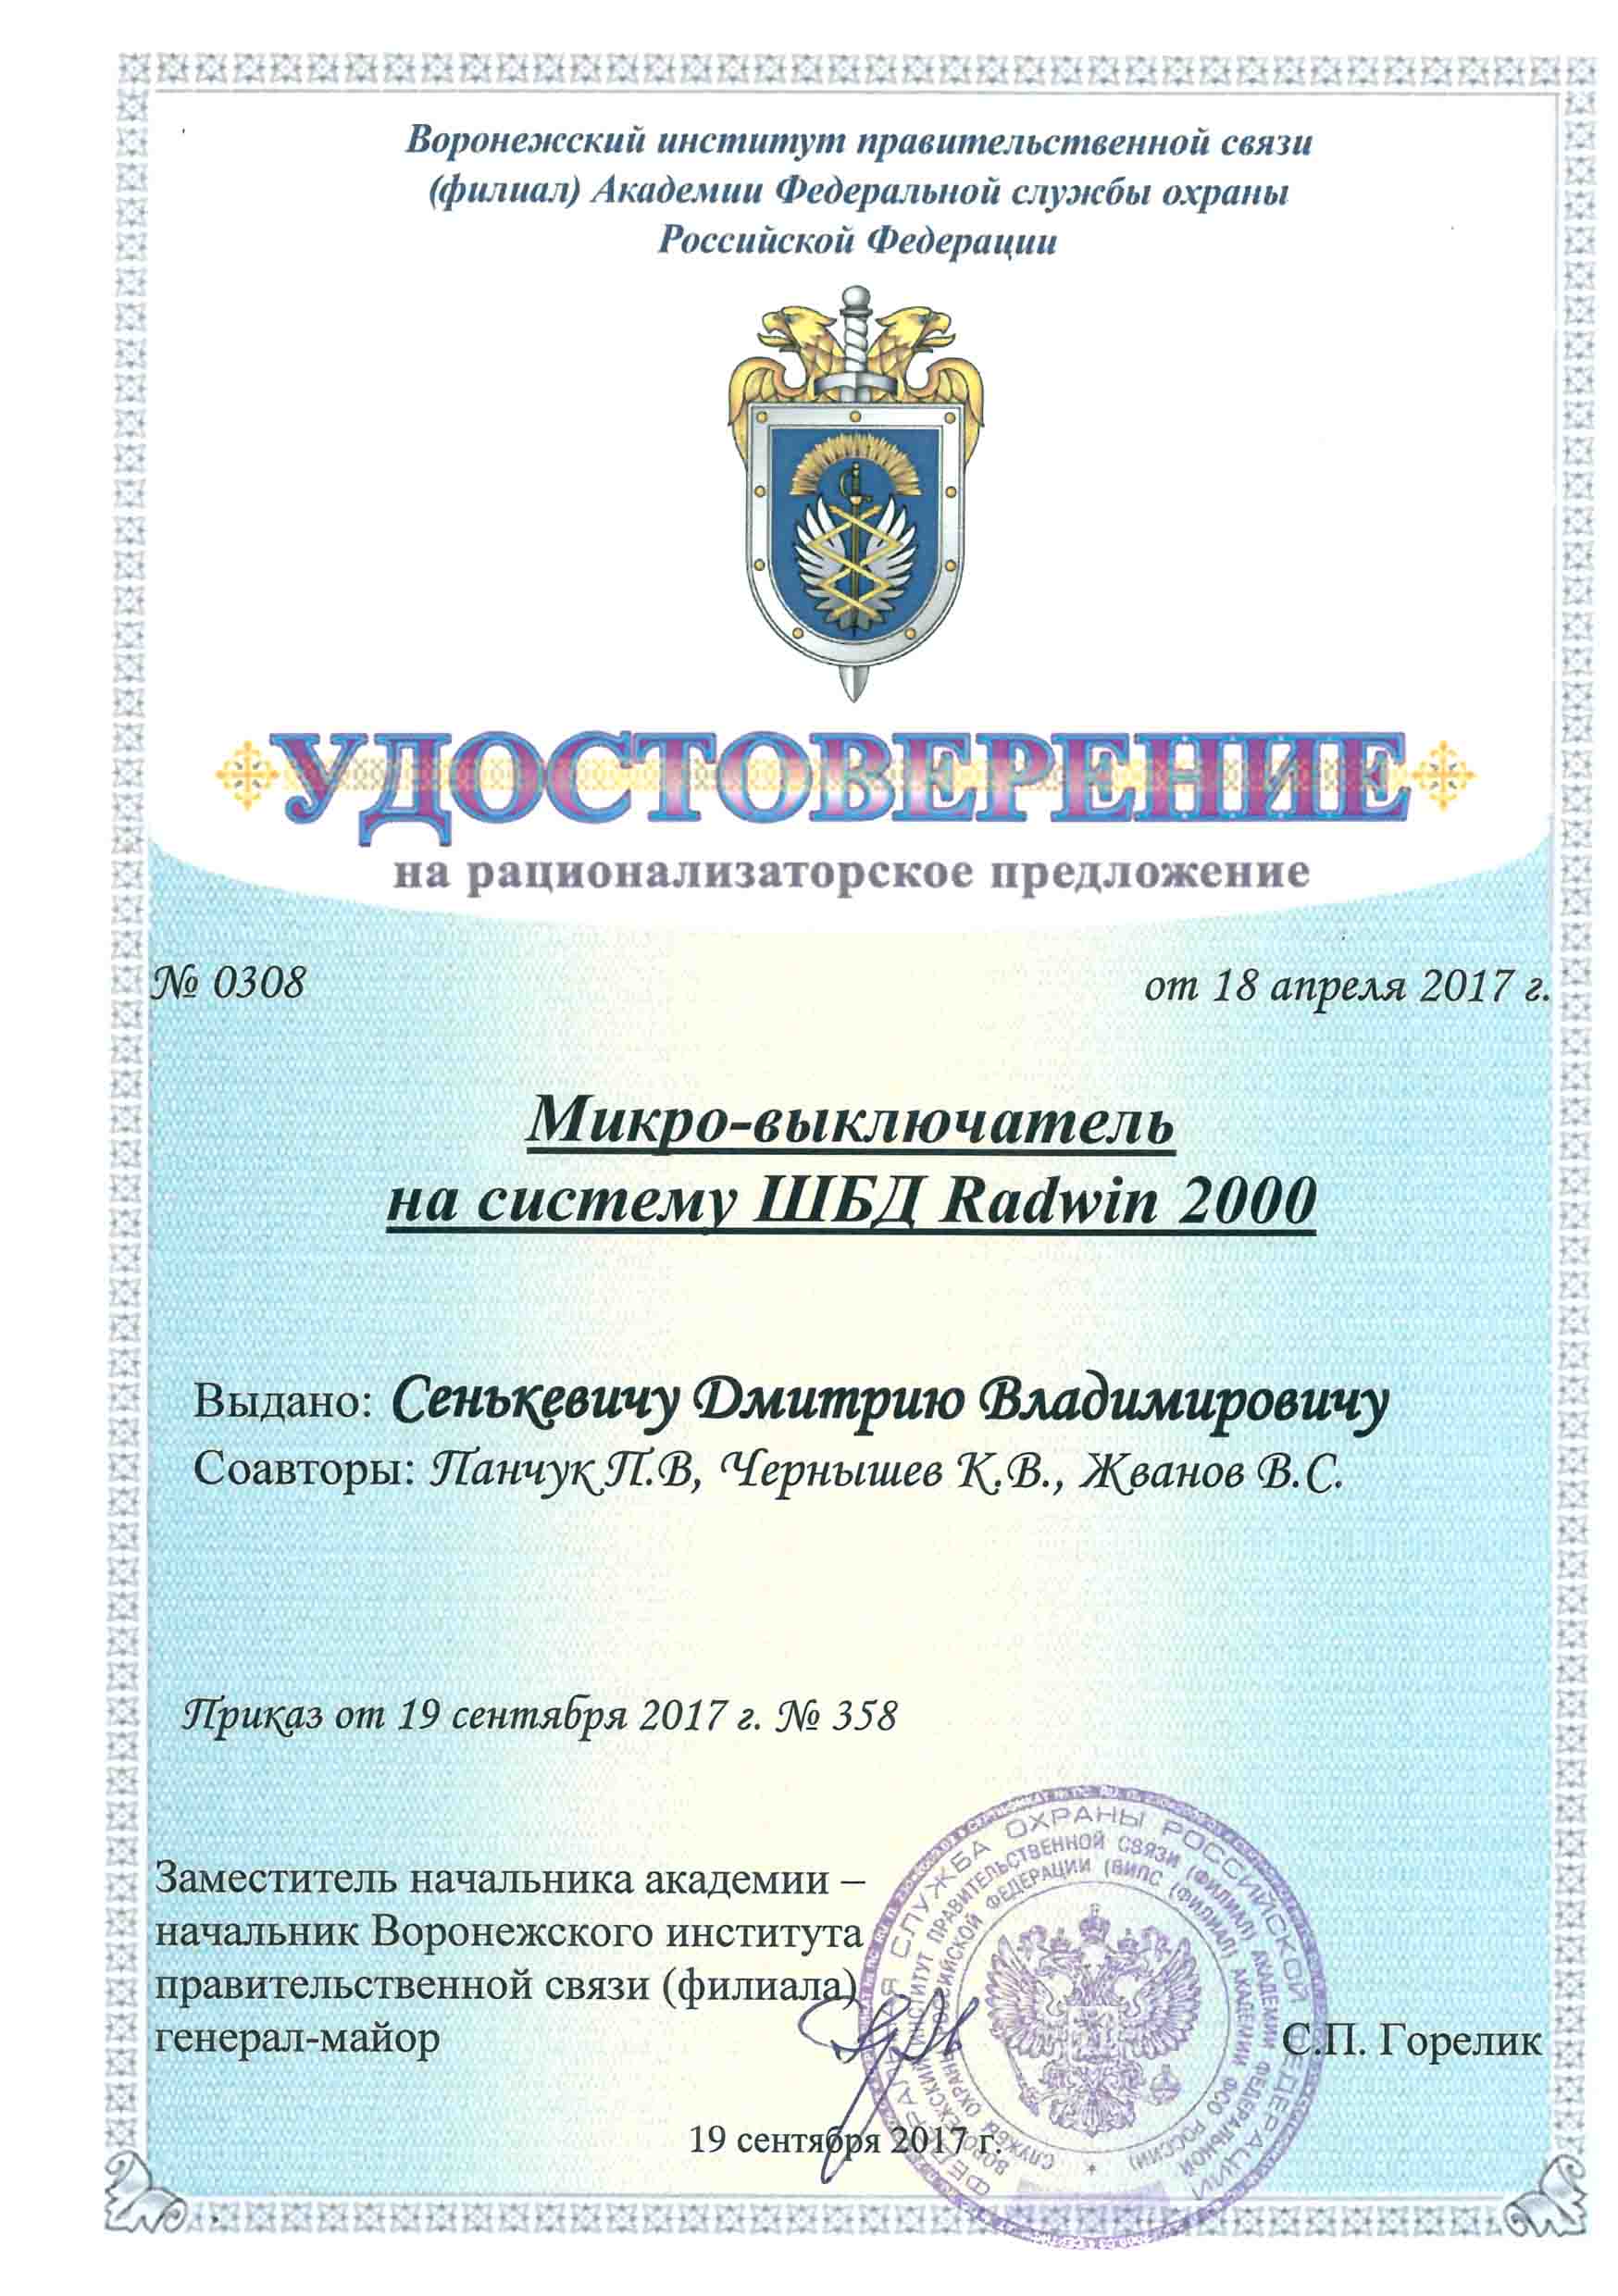 Воронежсский институт правительственной связи
(филиал) Академии Федеральной службы охраны
Российской Федерации
УДОСТОВЕРЕНИЕ
на рационализаторское предложение
№ 0308
от 18 апреля 2017 г.
Микро-выключатель
на систему ШБД Radwin 2000
Выдано: Сенькевичу Дмитрию Владимировичу
Соавторы: Панчук П.В, Чернышев К.В., Жванов В.С.
Приказ от 19 сентября 2017 г. № 358
Заместитель начальника академии –
начальник Воронежского института
правительственной связи (филиала)
генерал-майор
С.П. Горелик
19 сентября 2017 г.
СЛУЖБА ОХРАНЫ РОССИЙСКОЙ ФЕДЕРАЦИИ
ИНСТИТУТ ПРАВИТЕЛЬСТВЕННОЙ СВЯЗИ (ФИЛИАЛ) АКАДЕМИИ ФЕДЕРАЛЬНОЙ
СЛУЖБЫ ОХРАНЫ РОССИЙСКОЙ ФЕДЕРАЦИИ (ВИПС (ФИЛИАЛ) АКАДЕМИИ ФСО РОССИИ)